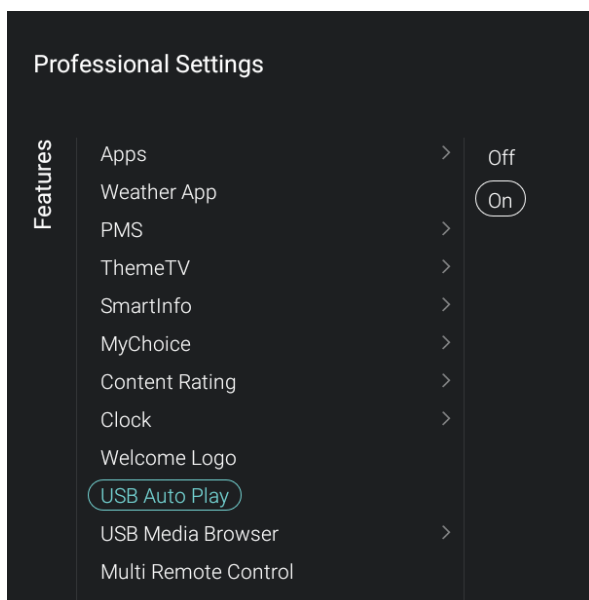 Professional Settings
Features
Apps
Weather App
PMS
ThemeTV
SmartInfo
MyChoice
Content Rating
Clock
Welcome Logo
USB Auto Play
USB Media Browser
Multi Remote Control
Off
On